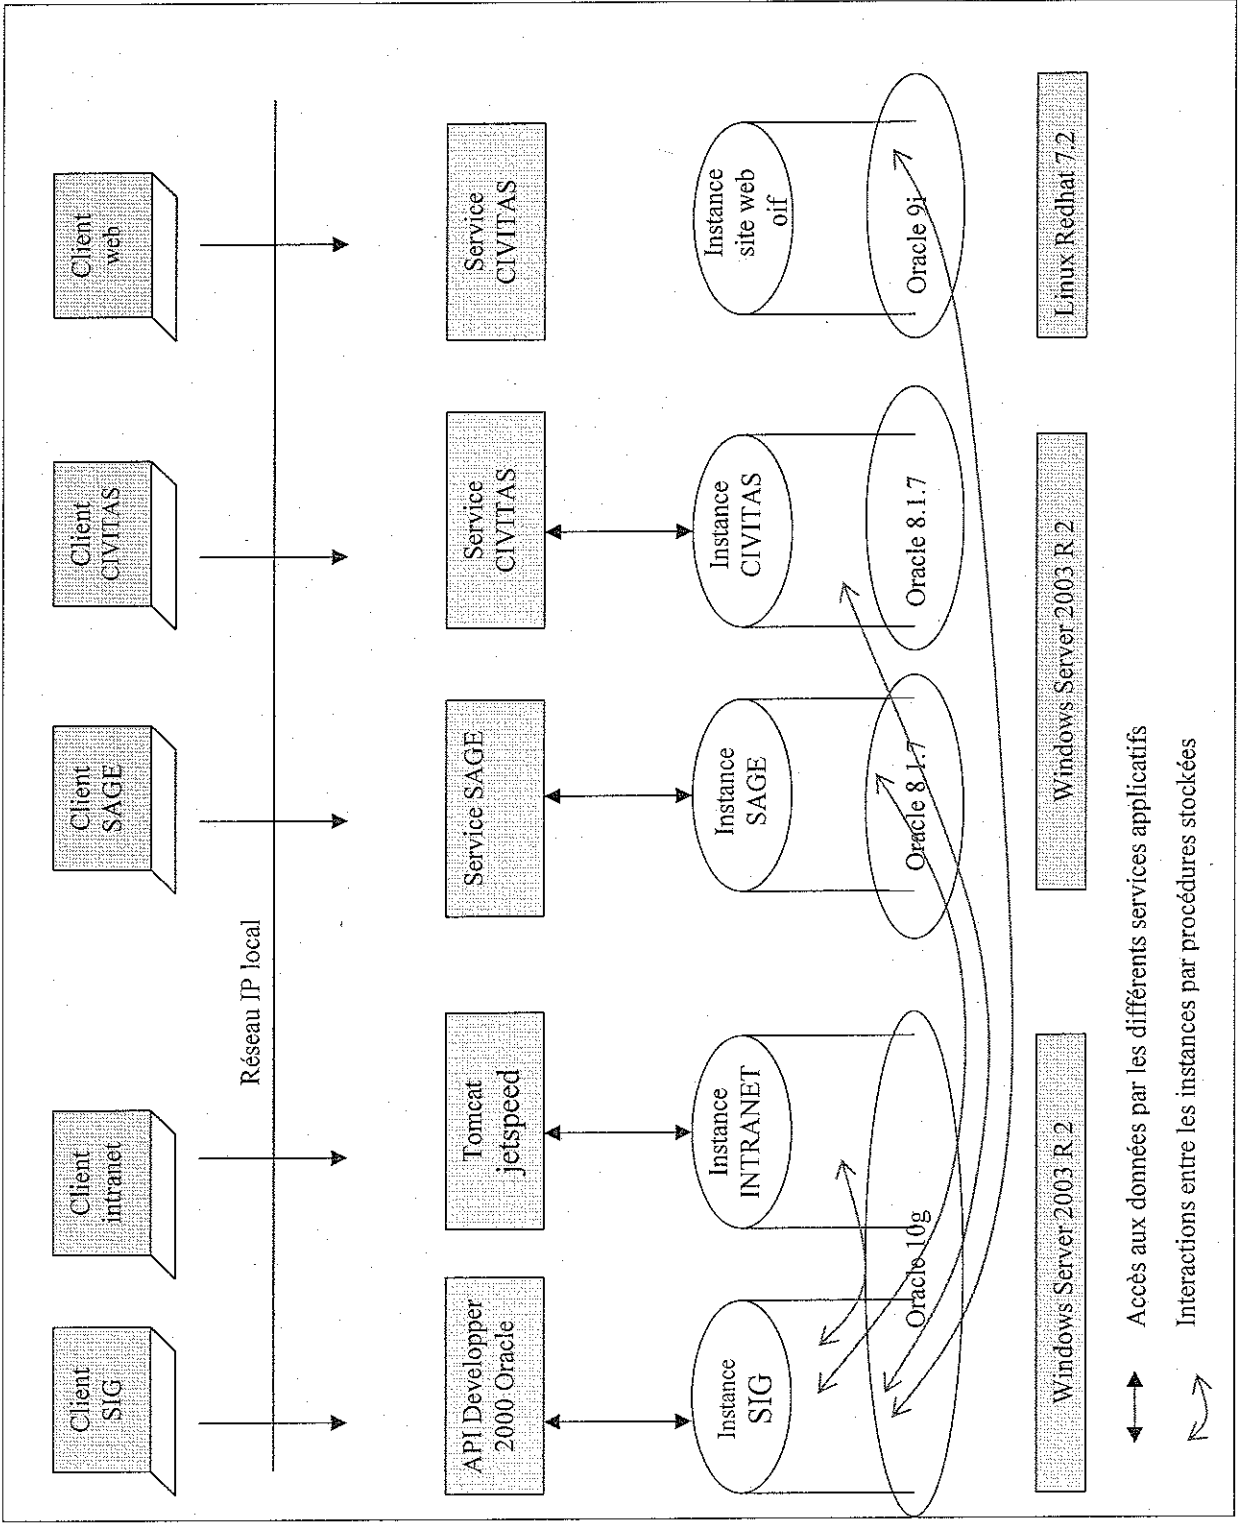 Client
SIG
Client
intranet
Client
SAGE
Client
CIVITAS
Client
web
Réseau IP local
API Developper
2000 Oracle
Tomcat
jetspeed
Service SAGE
Service
CIVITAS
Service
CIVITAS
Instance
SIG
Instance
INTRANET
Instance
SAGE
Instance
CIVITAS
Instance
site web
oif
Oracle 10g
Oracle 8.1.7
Oracle 8.1.7
Oracle 9i
Windows Server 2003 R 2
Windows Server 2003 R 2
Linux Redhat 7.2
Accès aux données par les différents services applicatifs
Interactions entre les instances par procédures stockées